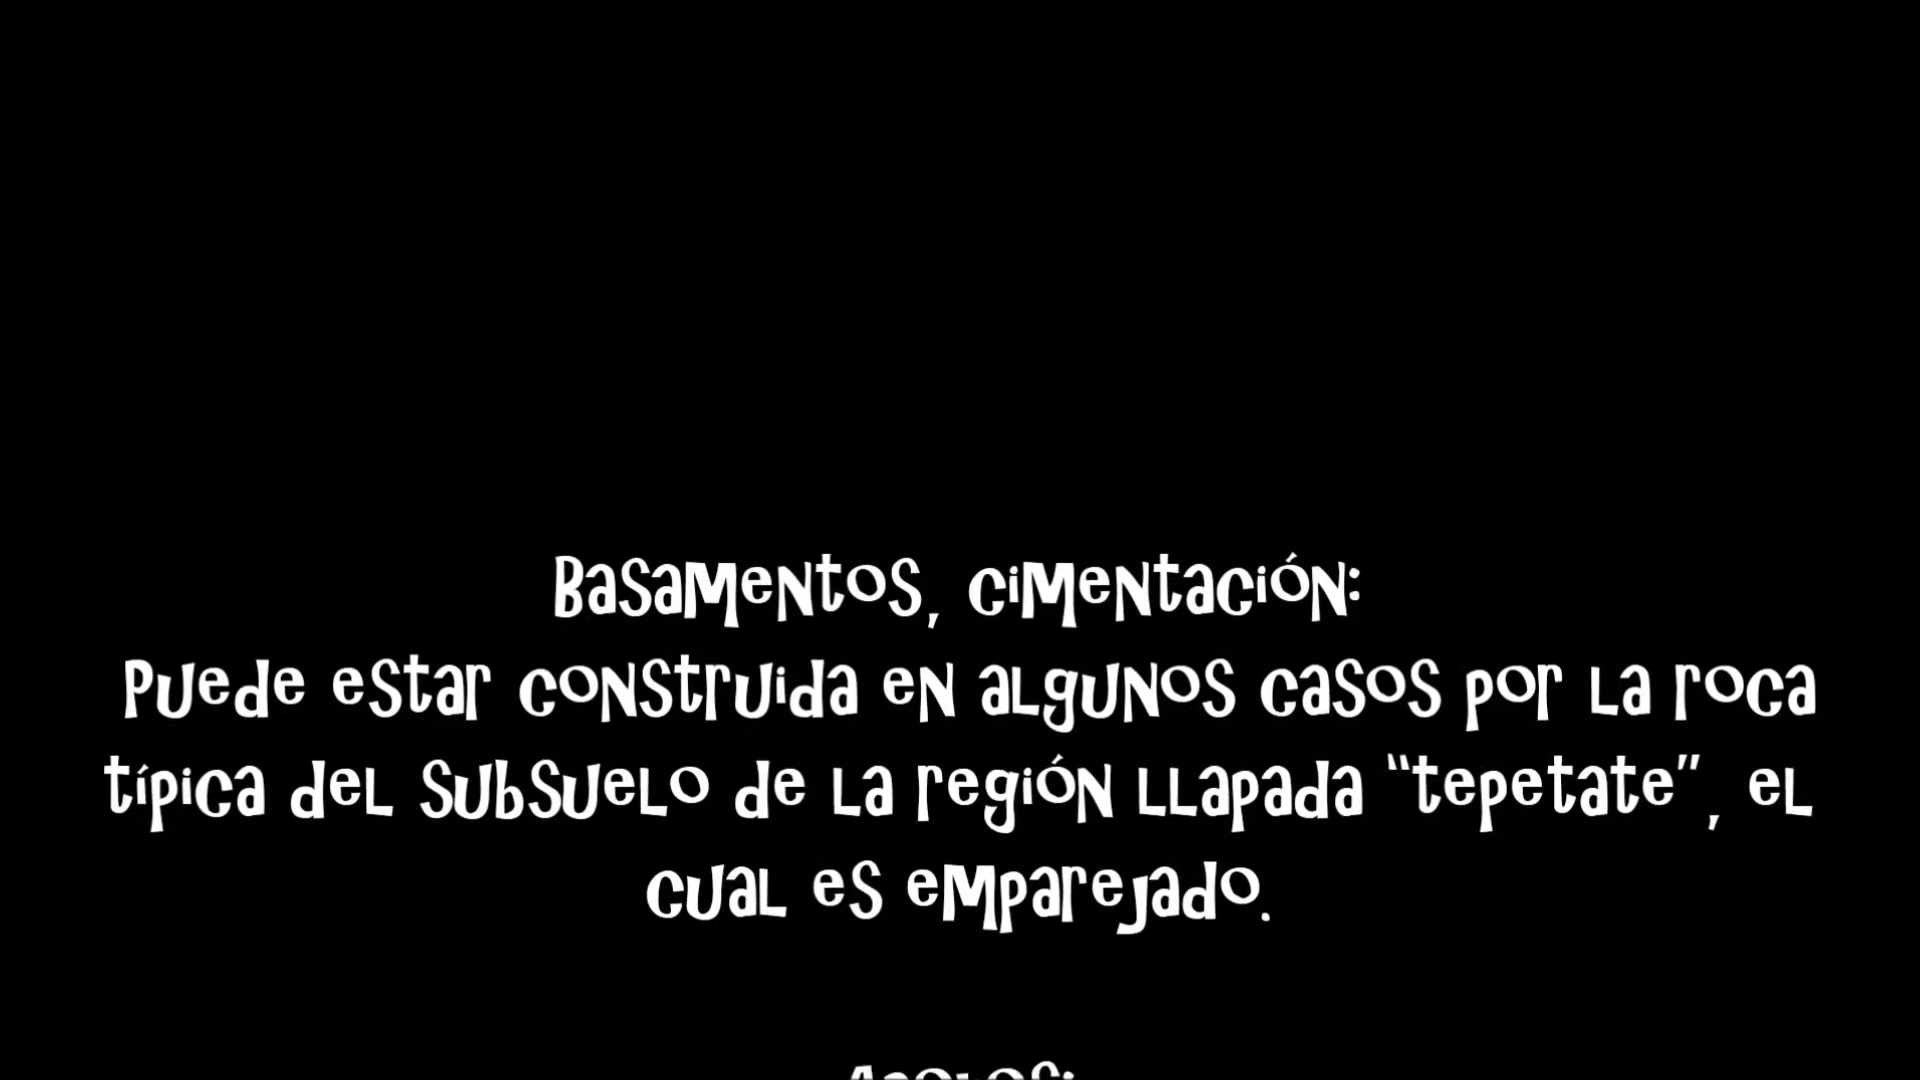 Basamentos, cimentación:
Puede estar construida en algunos casos por la roca
típica del subsuelo de la región llapada “tepetate”, el
cual es emparejado.